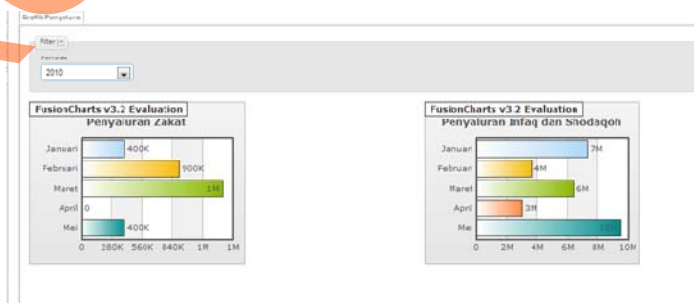 Grafik Penyaluran
Filter
Periode
2010
FusionCharts v3.2 Evaluation
Penyaluran Zakat
Januari 400K
Februari 900K
Maret 1M
April 0
Mei 400K
0 280K 560K 840K 1M 1M
FusionCharts v3.2 Evaluation
Penyaluran Infaq dan Shodaqoh
Januari 7M
Februari 4M
Maret 6M
April 3M
Mei
0 2M 4M 6M 8M 10M